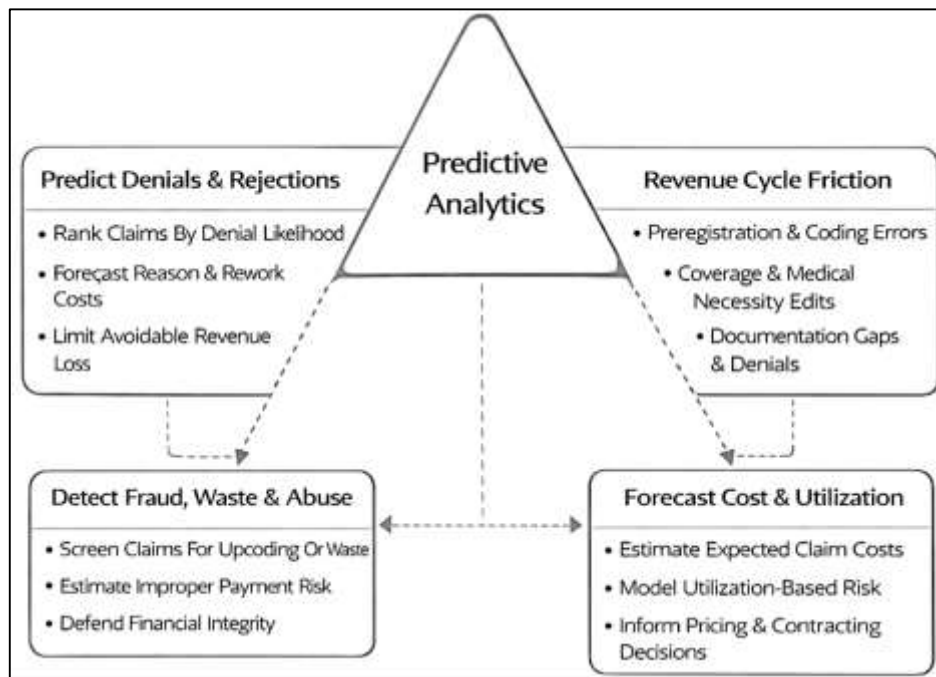 Predictive
Analytics
Predict Denials & Rejections
• Rank Claims By Denial Likelihood
• Forecast Reason & Rework
Costs
• Limit Avoidable Revenue
Loss
Revenue Cycle Friction
• Preregistration & Coding Errors
• Coverage & Medical
Necessity Edits
• Documentation Gaps
& Denials
Detect Fraud, Waste & Abuse
• Screen Claims For Upcoding Or Waste
• Estimate Improper Payment Risk
• Defend Financial Integrity
Forecast Cost & Utilization
• Estimate Expected Claim Costs
• Model Utilization-Based Risk
• Inform Pricing & Contracting
Decisions